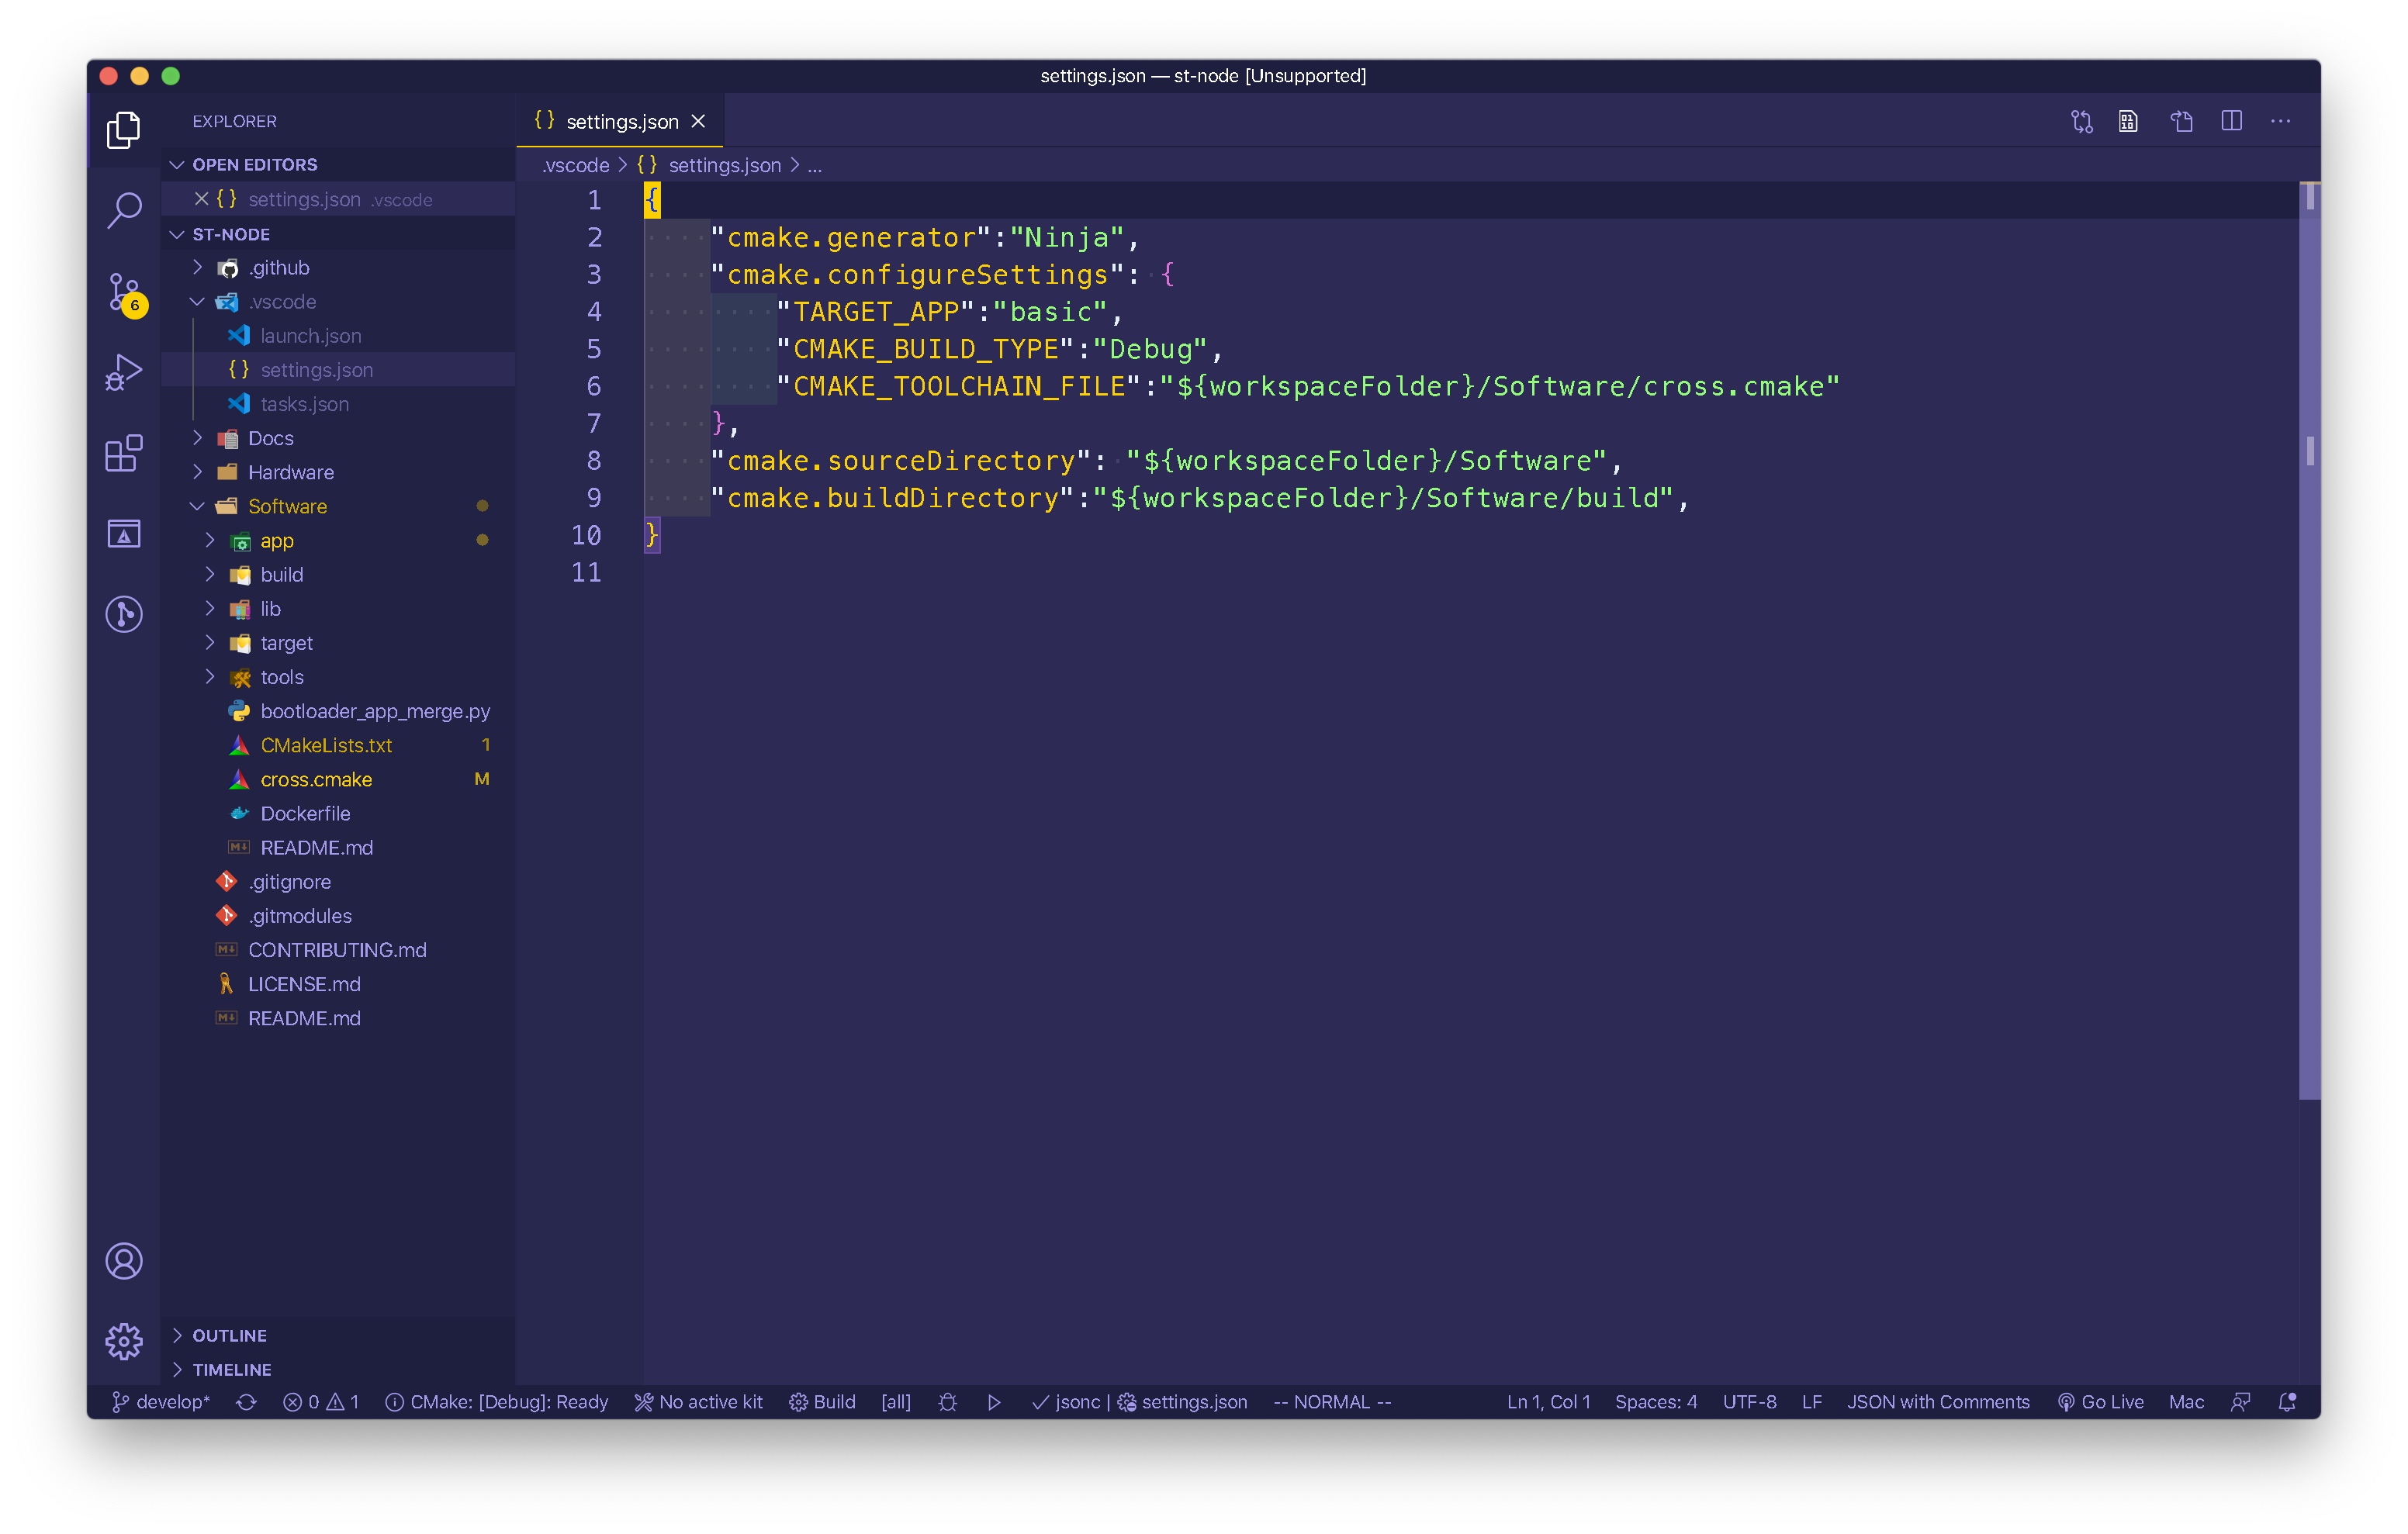 settings.json — st-node [Unsupported]
EXPLORER
OPEN EDITORS
settings.json .vscode
ST-NODE
.github
.vscode
launch.json
settings.json
tasks.json
Docs
Hardware
Software
app
build
lib
target
tools
bootloader_app_merge.py
CMakeLists.txt 1
cross.cmake M
Dockerfile
README.md
.gitignore
.gitmodules
CONTRIBUTING.md
LICENSE.md
README.md
OUTLINE
TIMELINE
6
{} settings.json
.vscode > {} settings.json > ...
1 {
2 "cmake.generator":"Ninja",
3 "cmake.configureSettings": {
4 "TARGET_APP":"basic",
5 "CMAKE_BUILD_TYPE":"Debug",
6 "CMAKE_TOOLCHAIN_FILE":"${workspaceFolder}/Software/cross.cmake"
7 },
8 "cmake.sourceDirectory": "${workspaceFolder}/Software",
9 "cmake.buildDirectory":"${workspaceFolder}/Software/build",
10 }
11
develop* 0 1 CMake: [Debug]: Ready No active kit Build [all] jsonc | settings.json -- NORMAL -- Ln 1, Col 1 Spaces: 4 UTF-8 LF JSON with Comments Go Live Mac